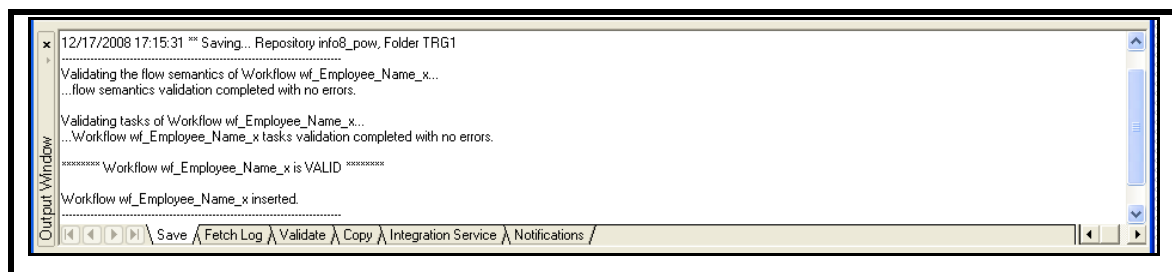 12/17/2008 17:15:31 ** Saving... Repository info8_pow, Folder TRG1
----------------------------------------------------------------------
Validating the flow semantics of Workflow wf_Employee_Name_x...
...flow semantics validation completed with no errors.
Validating tasks of Workflow wf_Employee_Name_x...
...Workflow wf_Employee_Name_x tasks validation completed with no errors.
******** Workflow wf_Employee_Name_x is VALID ********
Workflow wf_Employee_Name_x inserted.
----------------------------------------------------------------------
Output Window
Save Fetch Log Validate Copy Integration Service Notifications